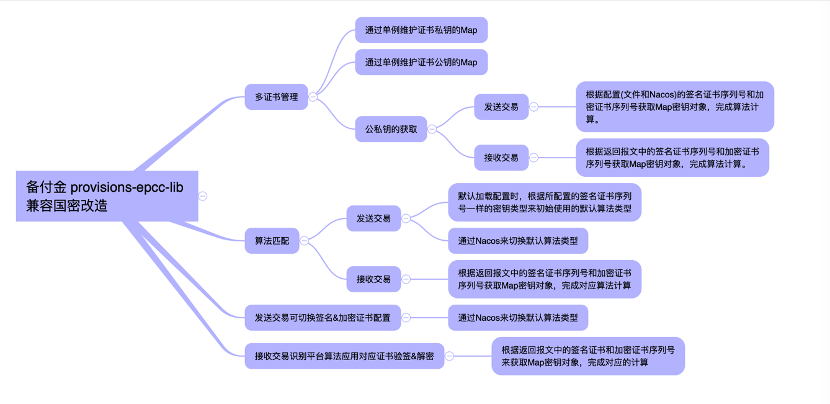 备付金 provisions-epcc-lib
兼容国密改造
多证书管理
通过单例维护证书私钥的Map
通过单例维护证书公钥的Map
公私钥的获取
发送交易
根据配置(文件和Nacos)的签名证书序列号和加
密证书序列号获取Map密钥对象，完成算法计
算。
接收交易
根据返回报文中的签名证书序列号和加密证书
序列号获取Map密钥对象，完成算法计算。
算法匹配
发送交易
默认加载配置时，根据所配置的签名证书序列
号一样的密钥类型来初始使用的默认算法类型
通过Nacos来切换默认算法类型
接收交易
根据返回报文中的签名证书序列号和加密证书
序列号获取Map密钥对象，完成对应算法计算
发送交易可切换签名&加密证书配置
通过Nacos来切换默认算法类型
接收交易识别平台算法应用对应证书验签&解密
根据返回报文中的签名证书和加密证书序列号
来获取Map密钥对象，完成对应的计算